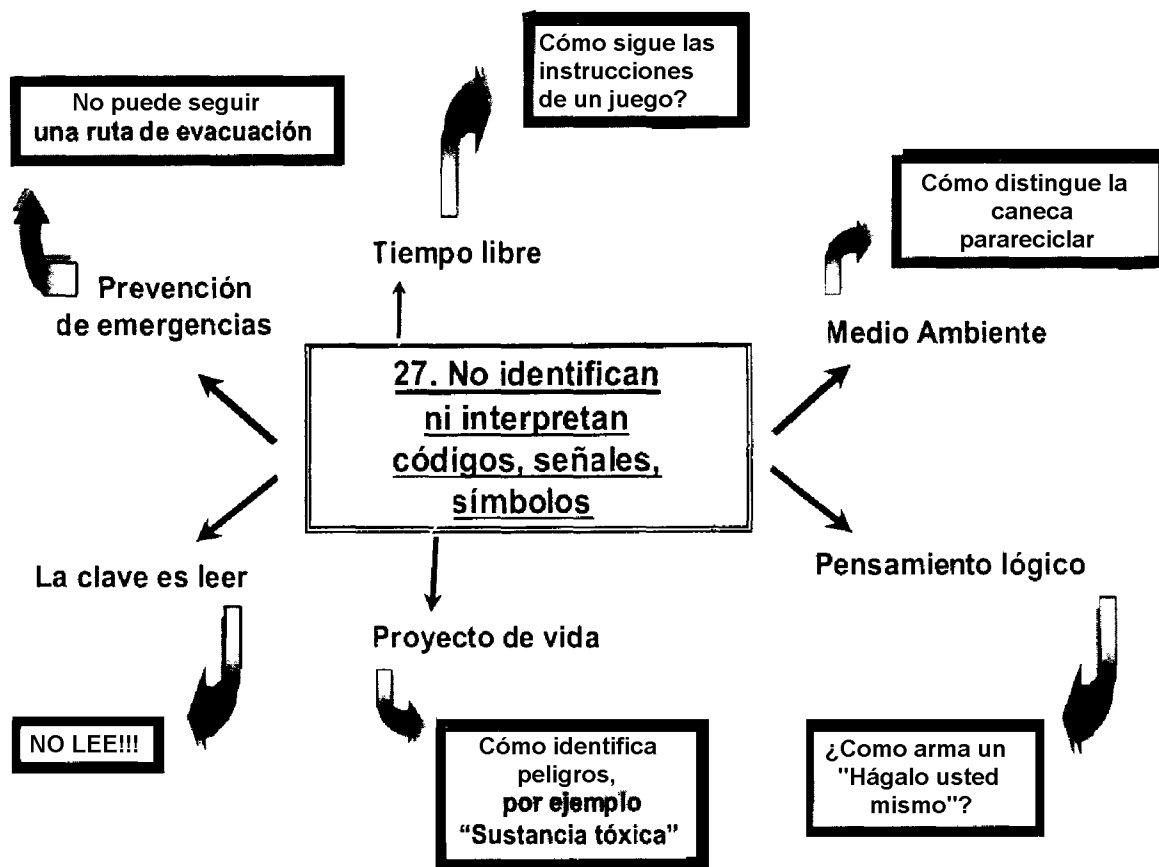 Cómo sigue las
instrucciones
de un juego?
No puede seguir
una ruta de evacuación
Cómo distingue la
caneca
parareciclar
Tiempo libre
Prevención
de emergencias
Medio Ambiente
27. No identifican
ni interpretan
códigos, señales,
símbolos
La clave es leer
Pensamiento lógico
Proyecto de vida
NO LEE!!!
Cómo identifica
peligros,
por ejemplo
“Sustancia tóxica”
¿Como arma un
"Hágalo usted
mismo"?